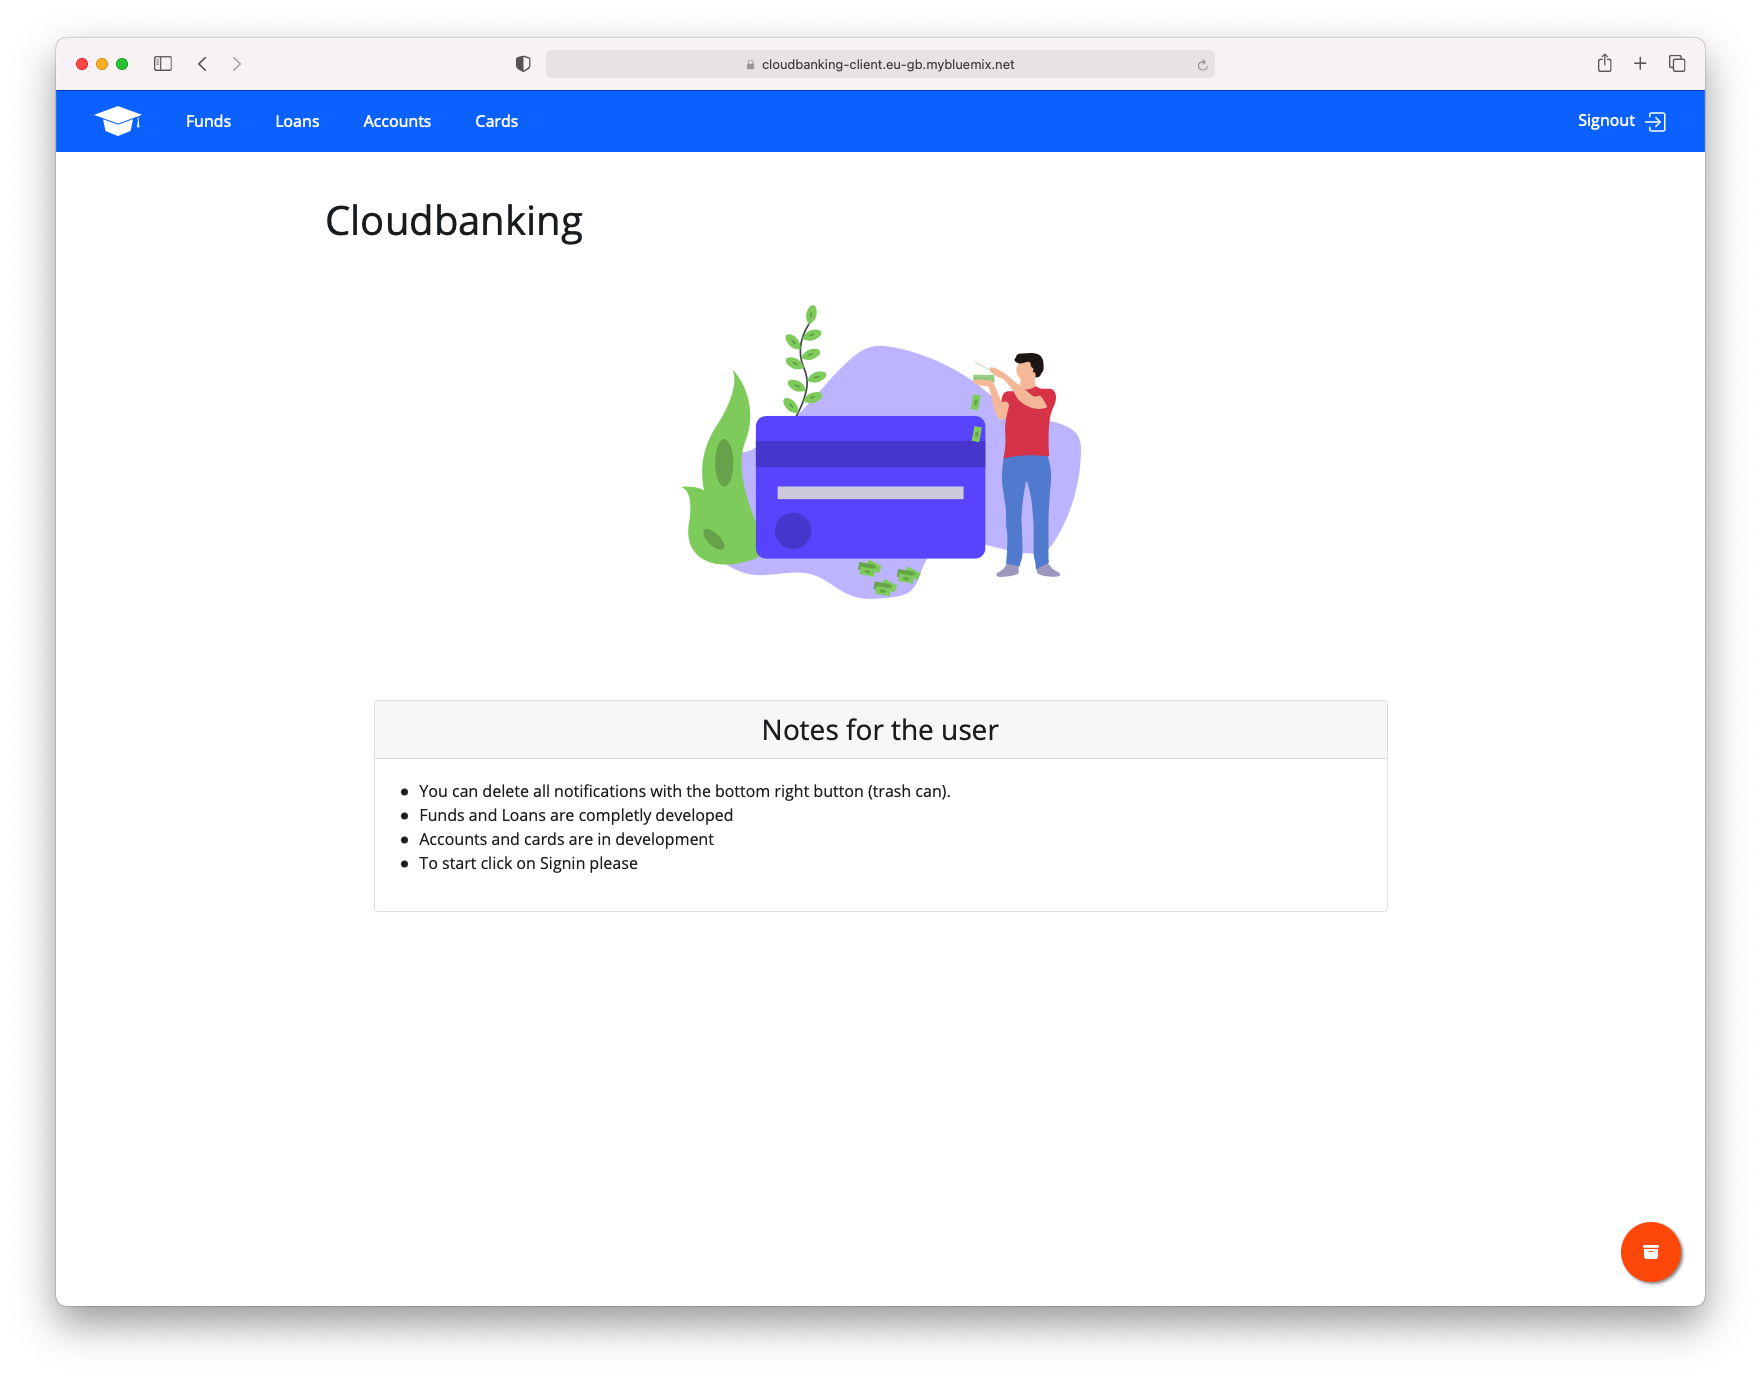 cloudbanking-client.eu-gb.mybluemix.net
Funds Loans Accounts Cards Signout
Cloudbanking
Notes for the user
You can delete all notifications with the bottom right button (trash can).
Funds and Loans are completly developed
Accounts and cards are in development
To start click on Signin please